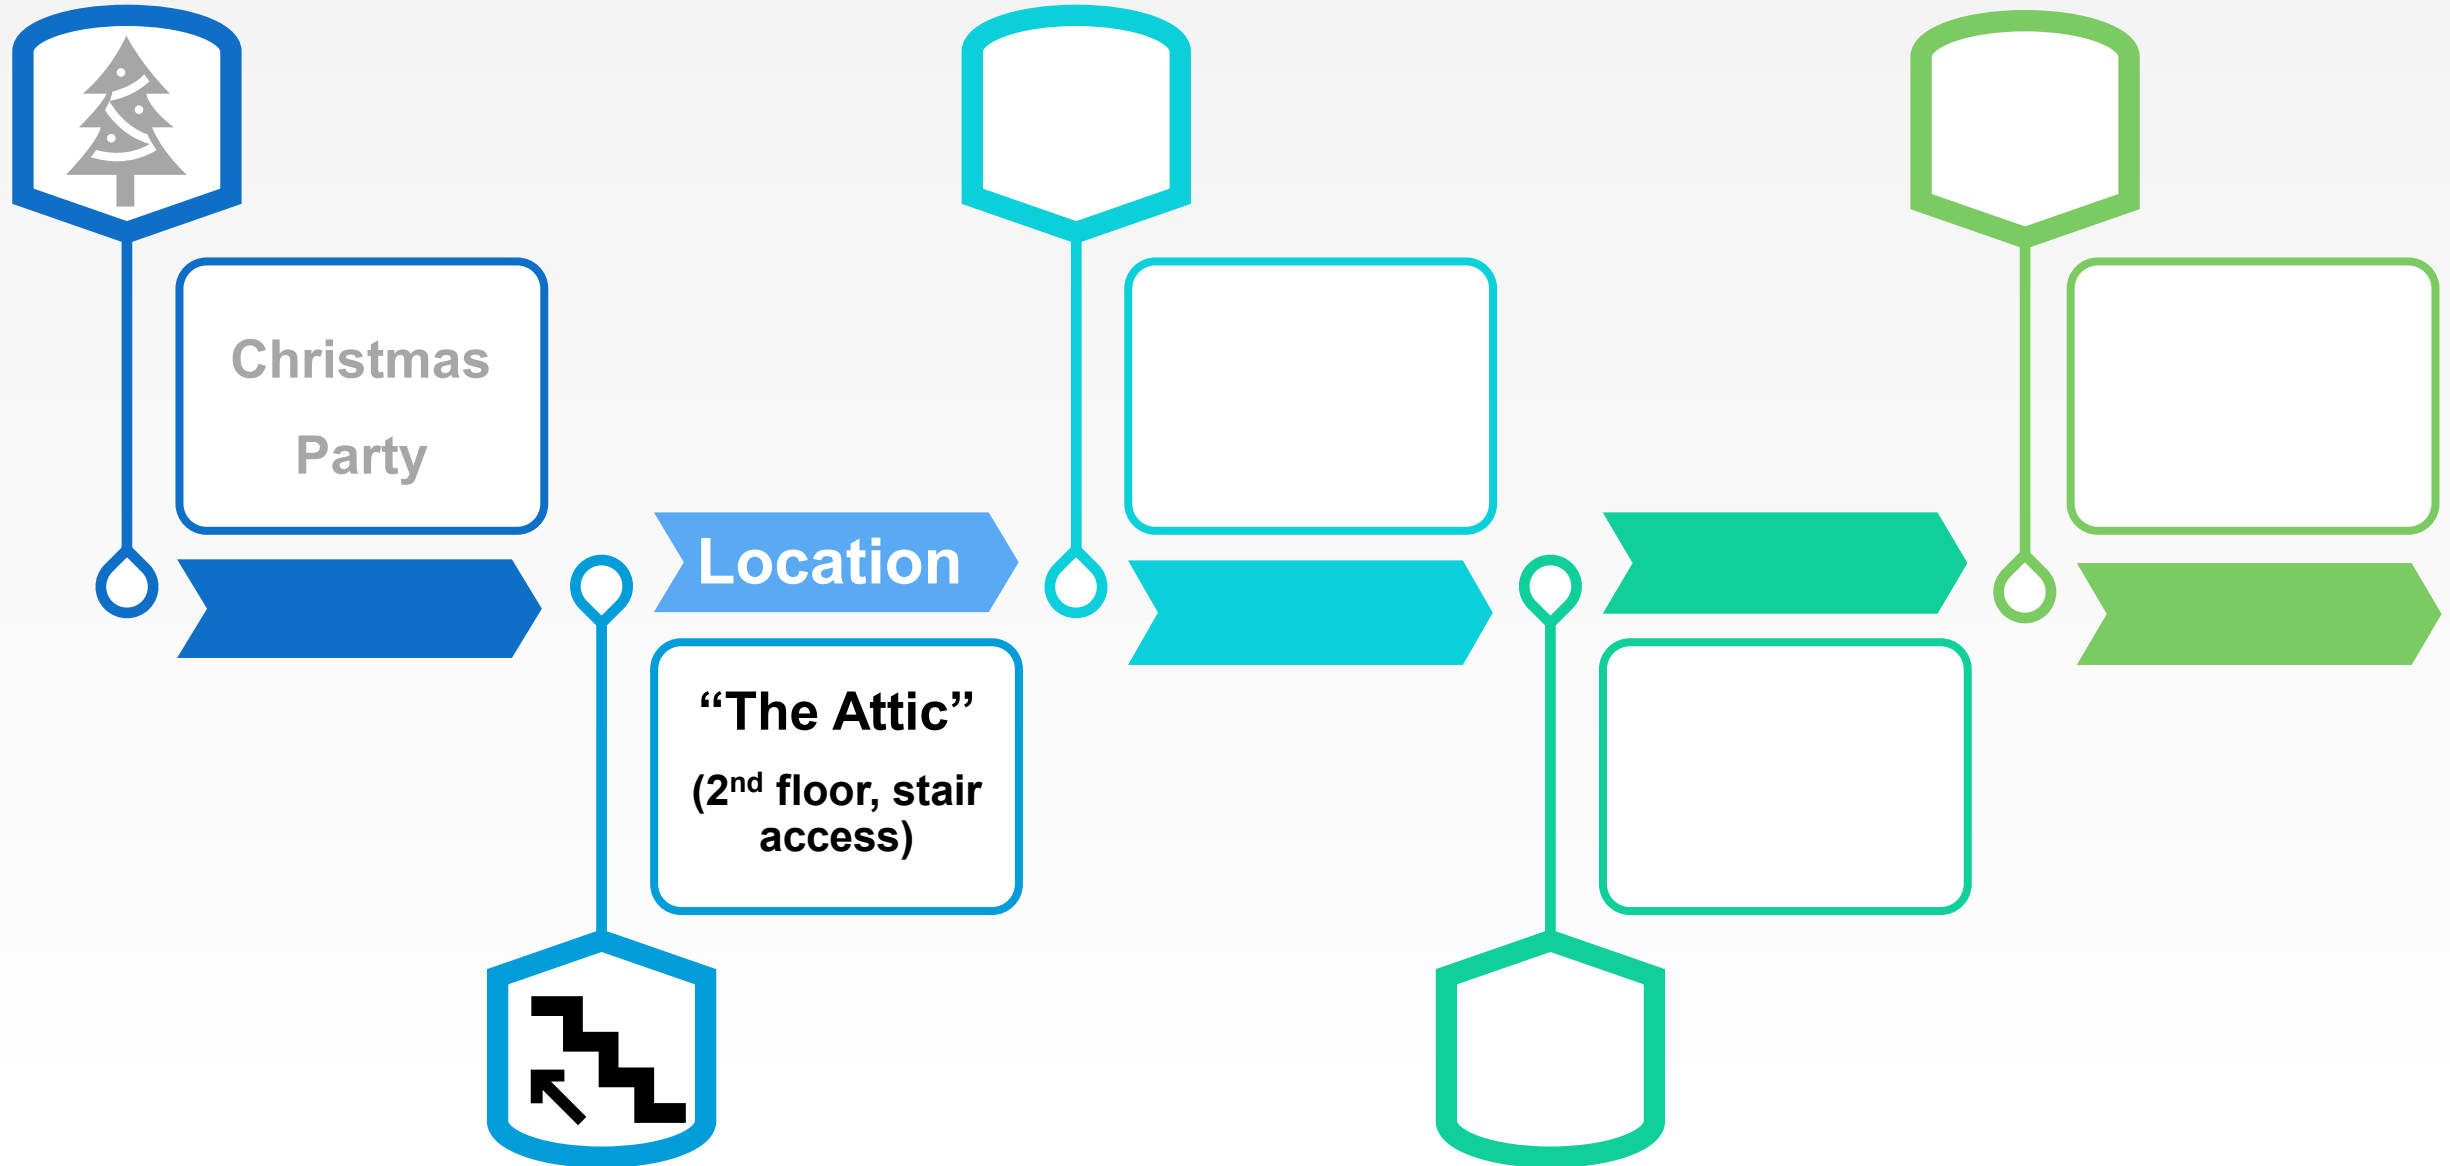 Christmas
Party
Location
“The Attic”
(2nd floor, stair
access)